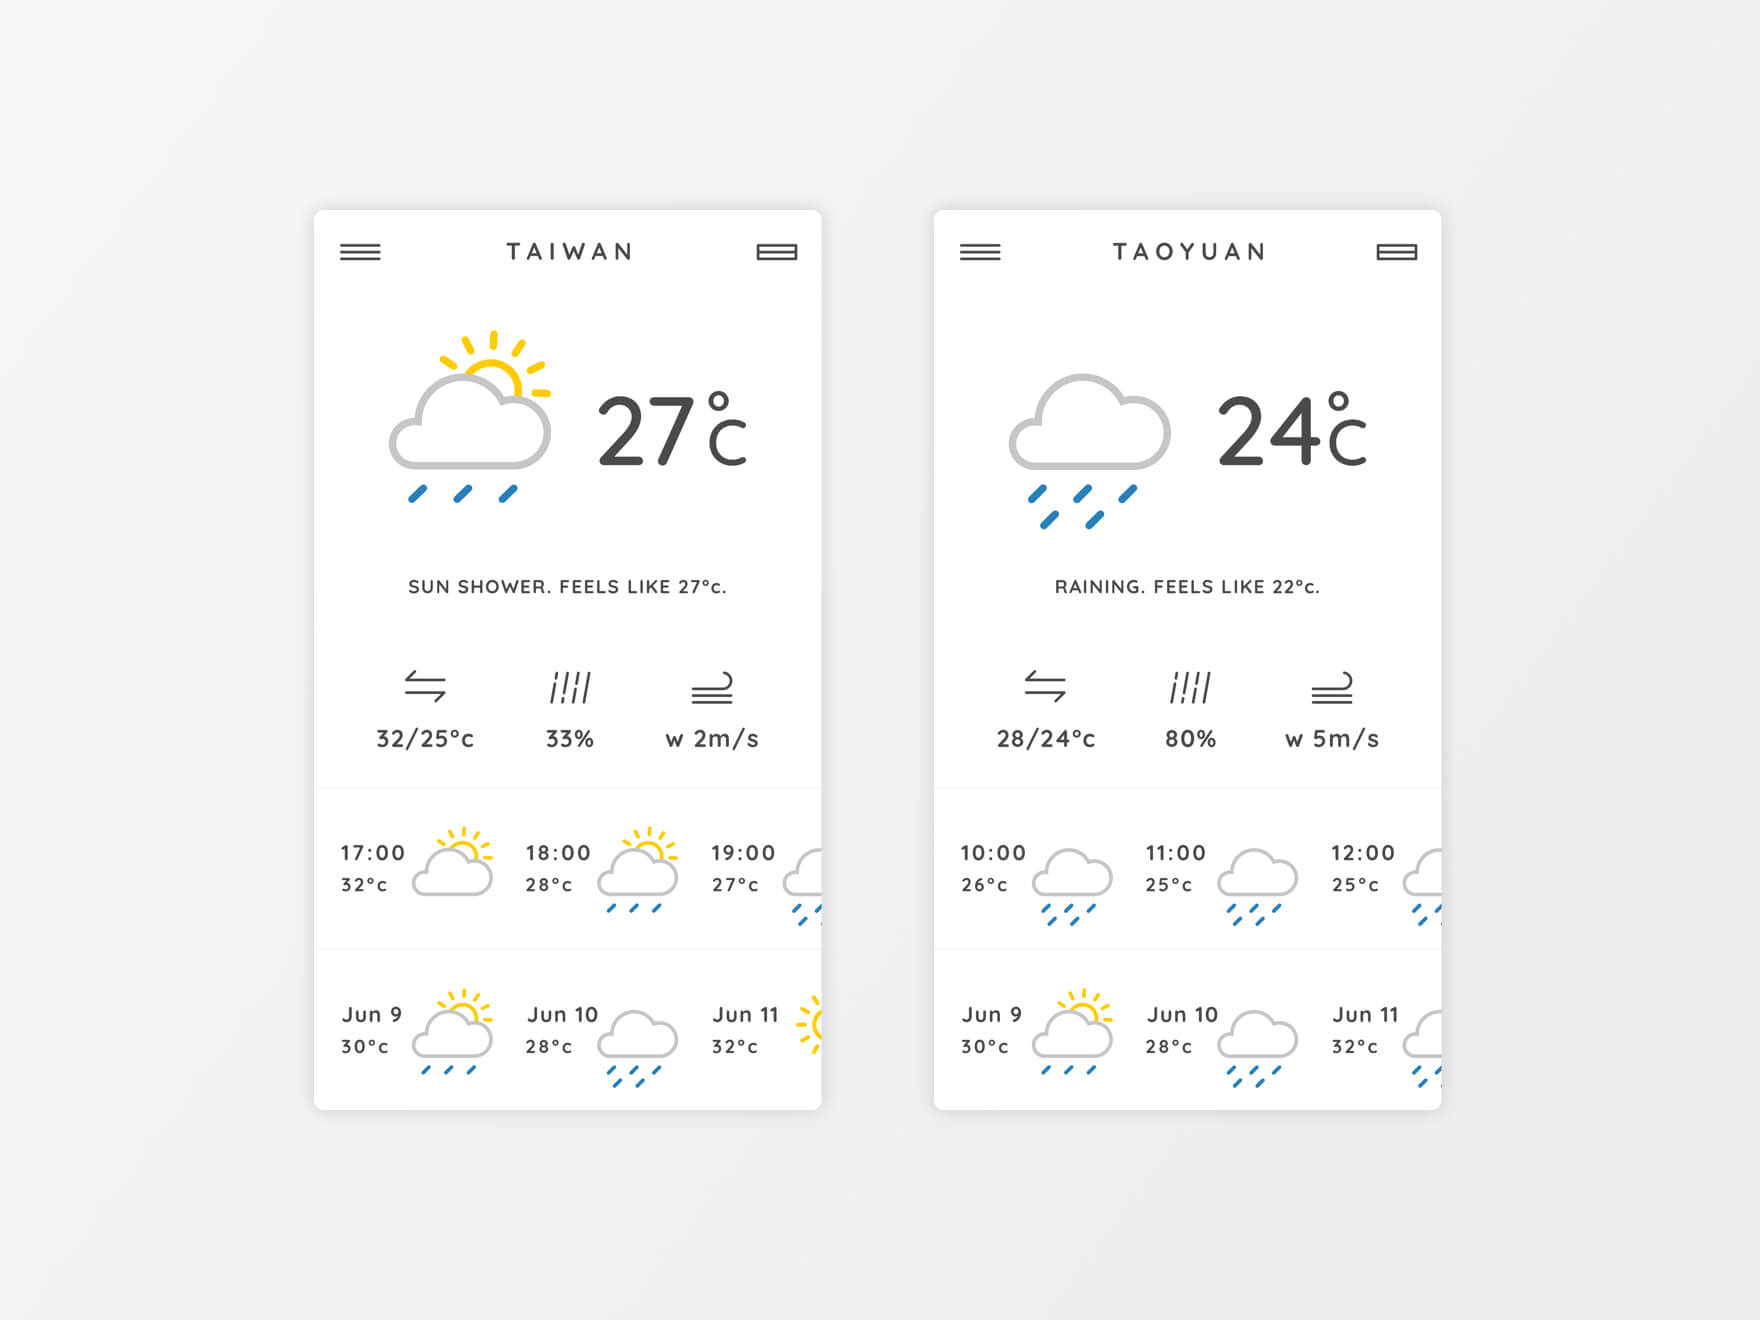 TAIWAN
27°C
SUN SHOWER. FEELS LIKE 27°c.
32/25°c 33% w 2m/s
17:00 18:00 19:00
32°c 28°c 27°c
Jun 9 Jun 10 Jun 11
30°c 28°c 32°c
TAOYUAN
24°C
RAINING. FEELS LIKE 22°c.
28/24°c 80% w 5m/s
10:00 11:00 12:00
26°c 25°c 25°c
Jun 9 Jun 10 Jun 11
30°c 28°c 32°c